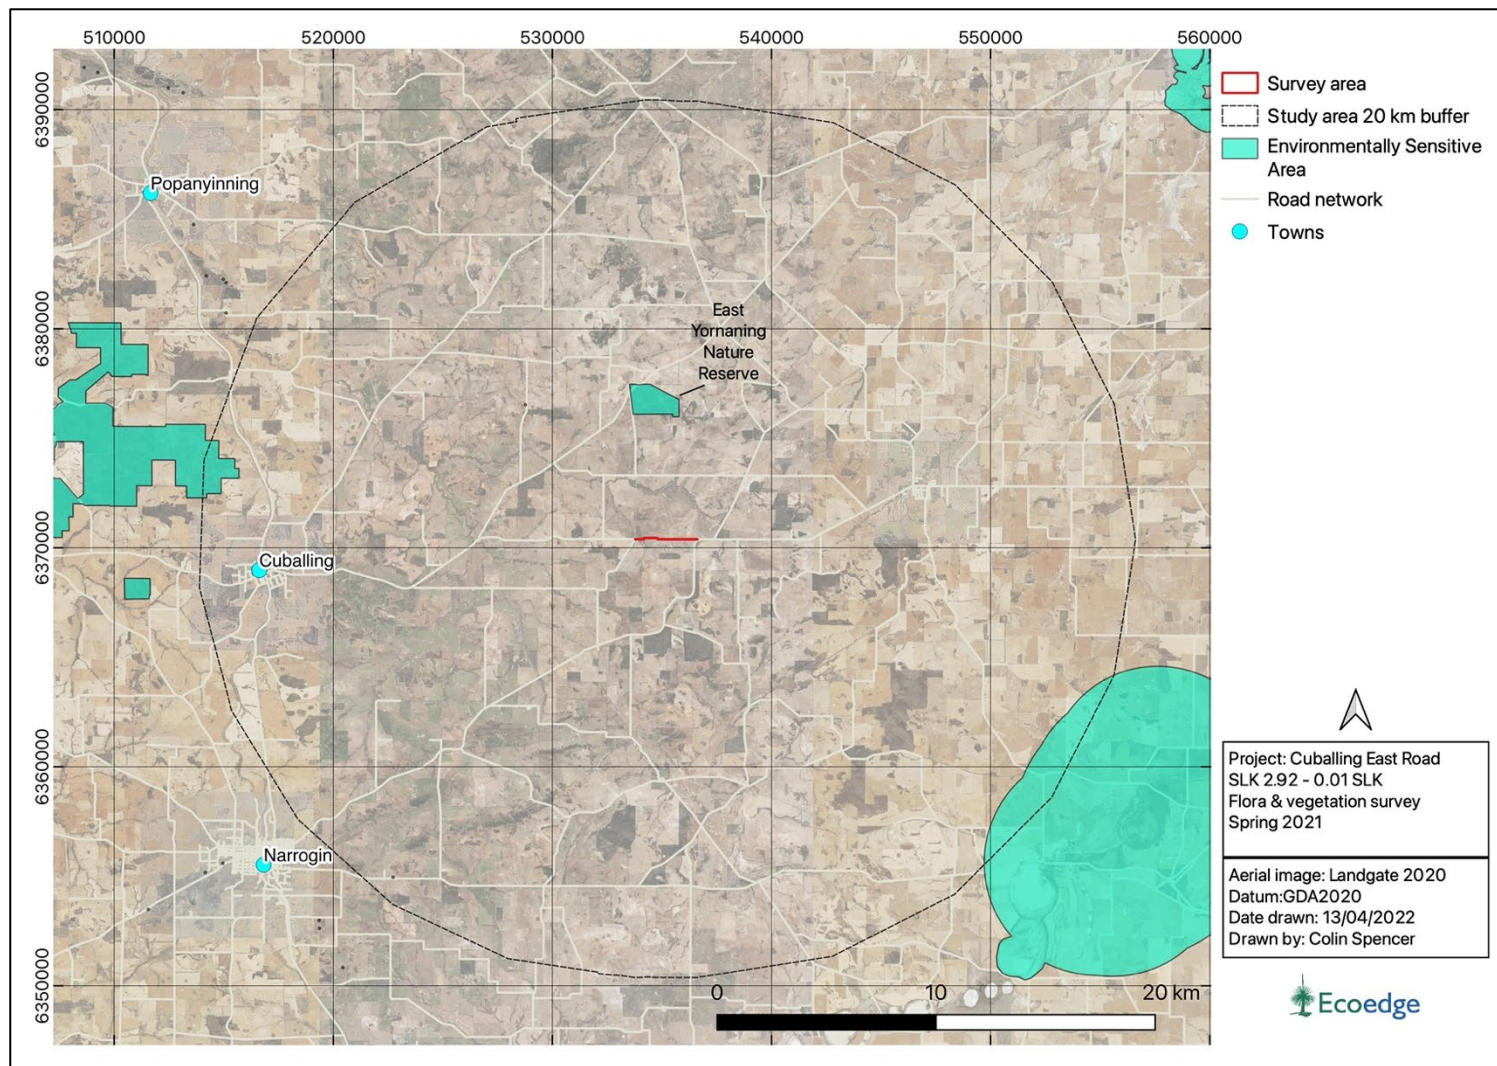 510000
520000
530000
540000
550000
560000
6390000
6380000
6370000
6360000
6350000
Popanyinning
East
Yornaning
Nature
Reserve
Cuballing
Narrogin
0
10
20 km
Survey area
Study area 20 km buffer
Environmentally Sensitive
Area
Road network
Towns
Project: Cuballing East Road
SLK 2.92 - 0.01 SLK
Flora & vegetation survey
Spring 2021
Aerial image: Landgate 2020
Datum:GDA2020
Date drawn: 13/04/2022
Drawn by: Colin Spencer
Ecoedge